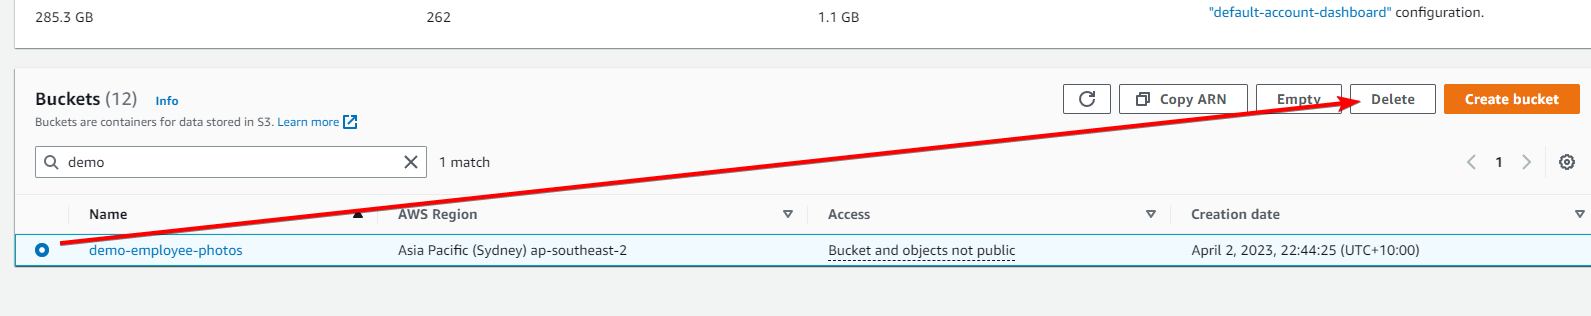 285.3 GB 262 1.1 GB "default-account-dashboard" configuration.
Buckets (12) Info Copy ARN Empty Delete Create bucket
Buckets are containers for data stored in S3. Learn more
demo 1 match 1
Name AWS Region Access Creation date
demo-employee-photos Asia Pacific (Sydney) ap-southeast-2 Bucket and objects not public April 2, 2023, 22:44:25 (UTC+10:00)